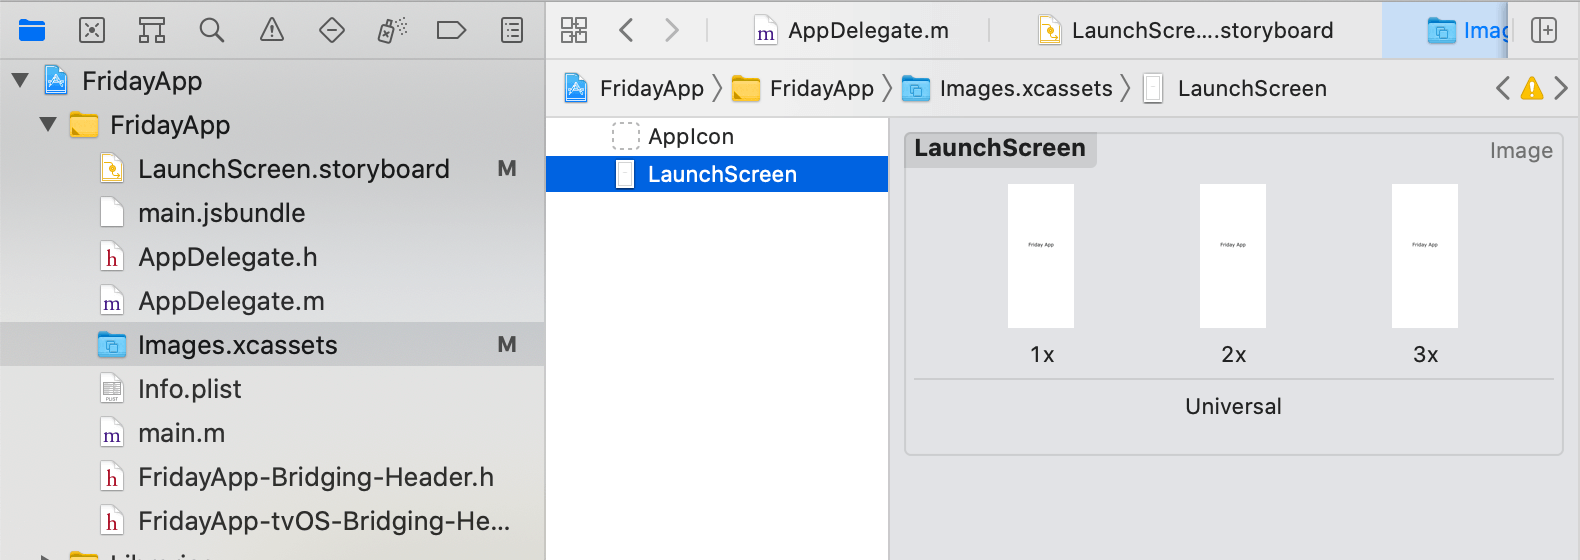 AppDelegate.m
LaunchScre....storyboard
FridayApp
FridayApp
FridayApp
Images.xcassets
LaunchScreen
FridayApp
LaunchScreen.storyboard M
main.jsbundle
AppDelegate.h
AppDelegate.m
Images.xcassets M
Info.plist
main.m
FridayApp-Bridging-Header.h
FridayApp-tvOS-Bridging-He...
AppIcon
LaunchScreen
LaunchScreen
Image
Friday App
Friday App
Friday App
1x
2x
3x
Universal